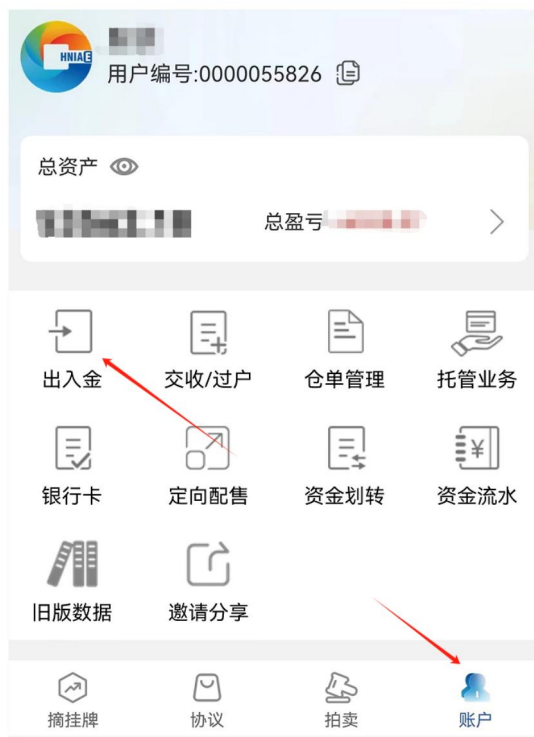 HNIAE
用户编号:0000055826
总资产
总盈亏
出入金 交收/过户 仓单管理 托管业务
¥
银行卡 定向配售 资金划转 资金流水
旧版数据 邀请分享
摘挂牌 协议 拍卖 账户